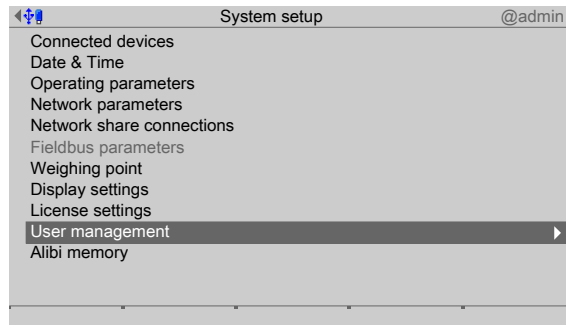 System setup @admin
Connected devices
Date & Time
Operating parameters
Network parameters
Network share connections
Fieldbus parameters
Weighing point
Display settings
License settings
User management
Alibi memory